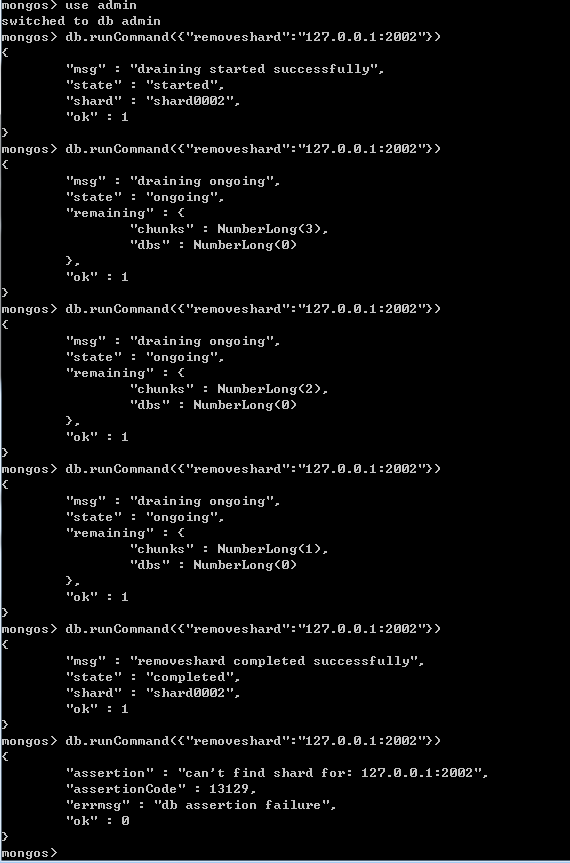 mongos> use admin
switched to db admin
mongos> db.runCommand({"removeshard":"127.0.0.1:2002"})
{
        "msg" : "draining started successfully",
        "state" : "started",
        "shard" : "shard0002",
        "ok" : 1
}
mongos> db.runCommand({"removeshard":"127.0.0.1:2002"})
{
        "msg" : "draining ongoing",
        "state" : "ongoing",
        "remaining" : {
                "chunks" : NumberLong(3),
                "dbs" : NumberLong(0)
        },
        "ok" : 1
}
mongos> db.runCommand({"removeshard":"127.0.0.1:2002"})
{
        "msg" : "draining ongoing",
        "state" : "ongoing",
        "remaining" : {
                "chunks" : NumberLong(2),
                "dbs" : NumberLong(0)
        },
        "ok" : 1
}
mongos> db.runCommand({"removeshard":"127.0.0.1:2002"})
{
        "msg" : "draining ongoing",
        "state" : "ongoing",
        "remaining" : {
                "chunks" : NumberLong(1),
                "dbs" : NumberLong(0)
        },
        "ok" : 1
}
mongos> db.runCommand({"removeshard":"127.0.0.1:2002"})
{
        "msg" : "removeshard completed successfully",
        "state" : "completed",
        "shard" : "shard0002",
        "ok" : 1
}
mongos> db.runCommand({"removeshard":"127.0.0.1:2002"})
{
        "assertion" : "can't find shard for: 127.0.0.1:2002",
        "assertionCode" : 13129,
        "errmsg" : "db assertion failure",
        "ok" : 0
}
mongos>